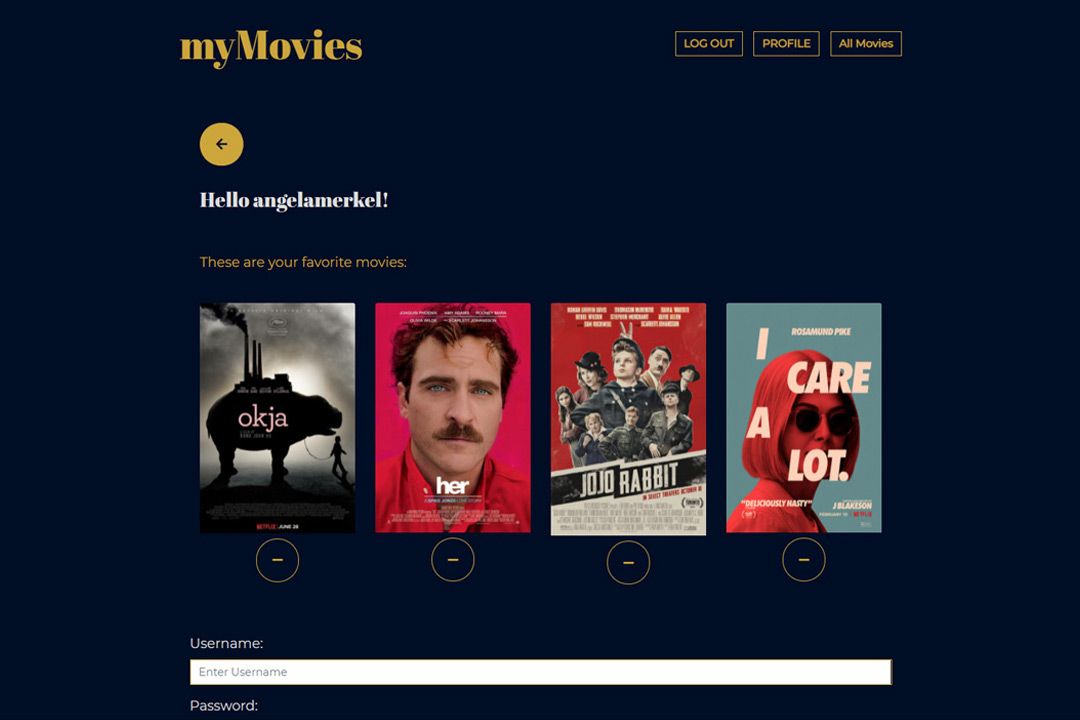 myMovies
LOG OUT
PROFILE
All Movies
Hello angelamerkel!
These are your favorite movies:
okja
NETFLIX | JUNE 28
JOAQUIN PHOENIX AMY ADAMS ROONEY MARA
OLIVIA WILDE SCARLETT JOHANSSON
her
A SPIKE JONZE LOVE STORY
ROMAN GRIFFIN DAVIS THOMASIN MCKENZIE TAIKA WAITITI
REBEL WILSON STEPHEN MERCHANT ALFIE ALLEN
SAM ROCKWELL SCARLETT JOHANSSON
JOJO RABBIT
IN SELECT THEATERS OCTOBER
ROSAMUND PIKE
I
CARE
A
LOT.
"DELICIOUSLY NASTY"
J BLAKESON
FEBRUARY 19 NETFLIX
Username:
Enter Username
Password: